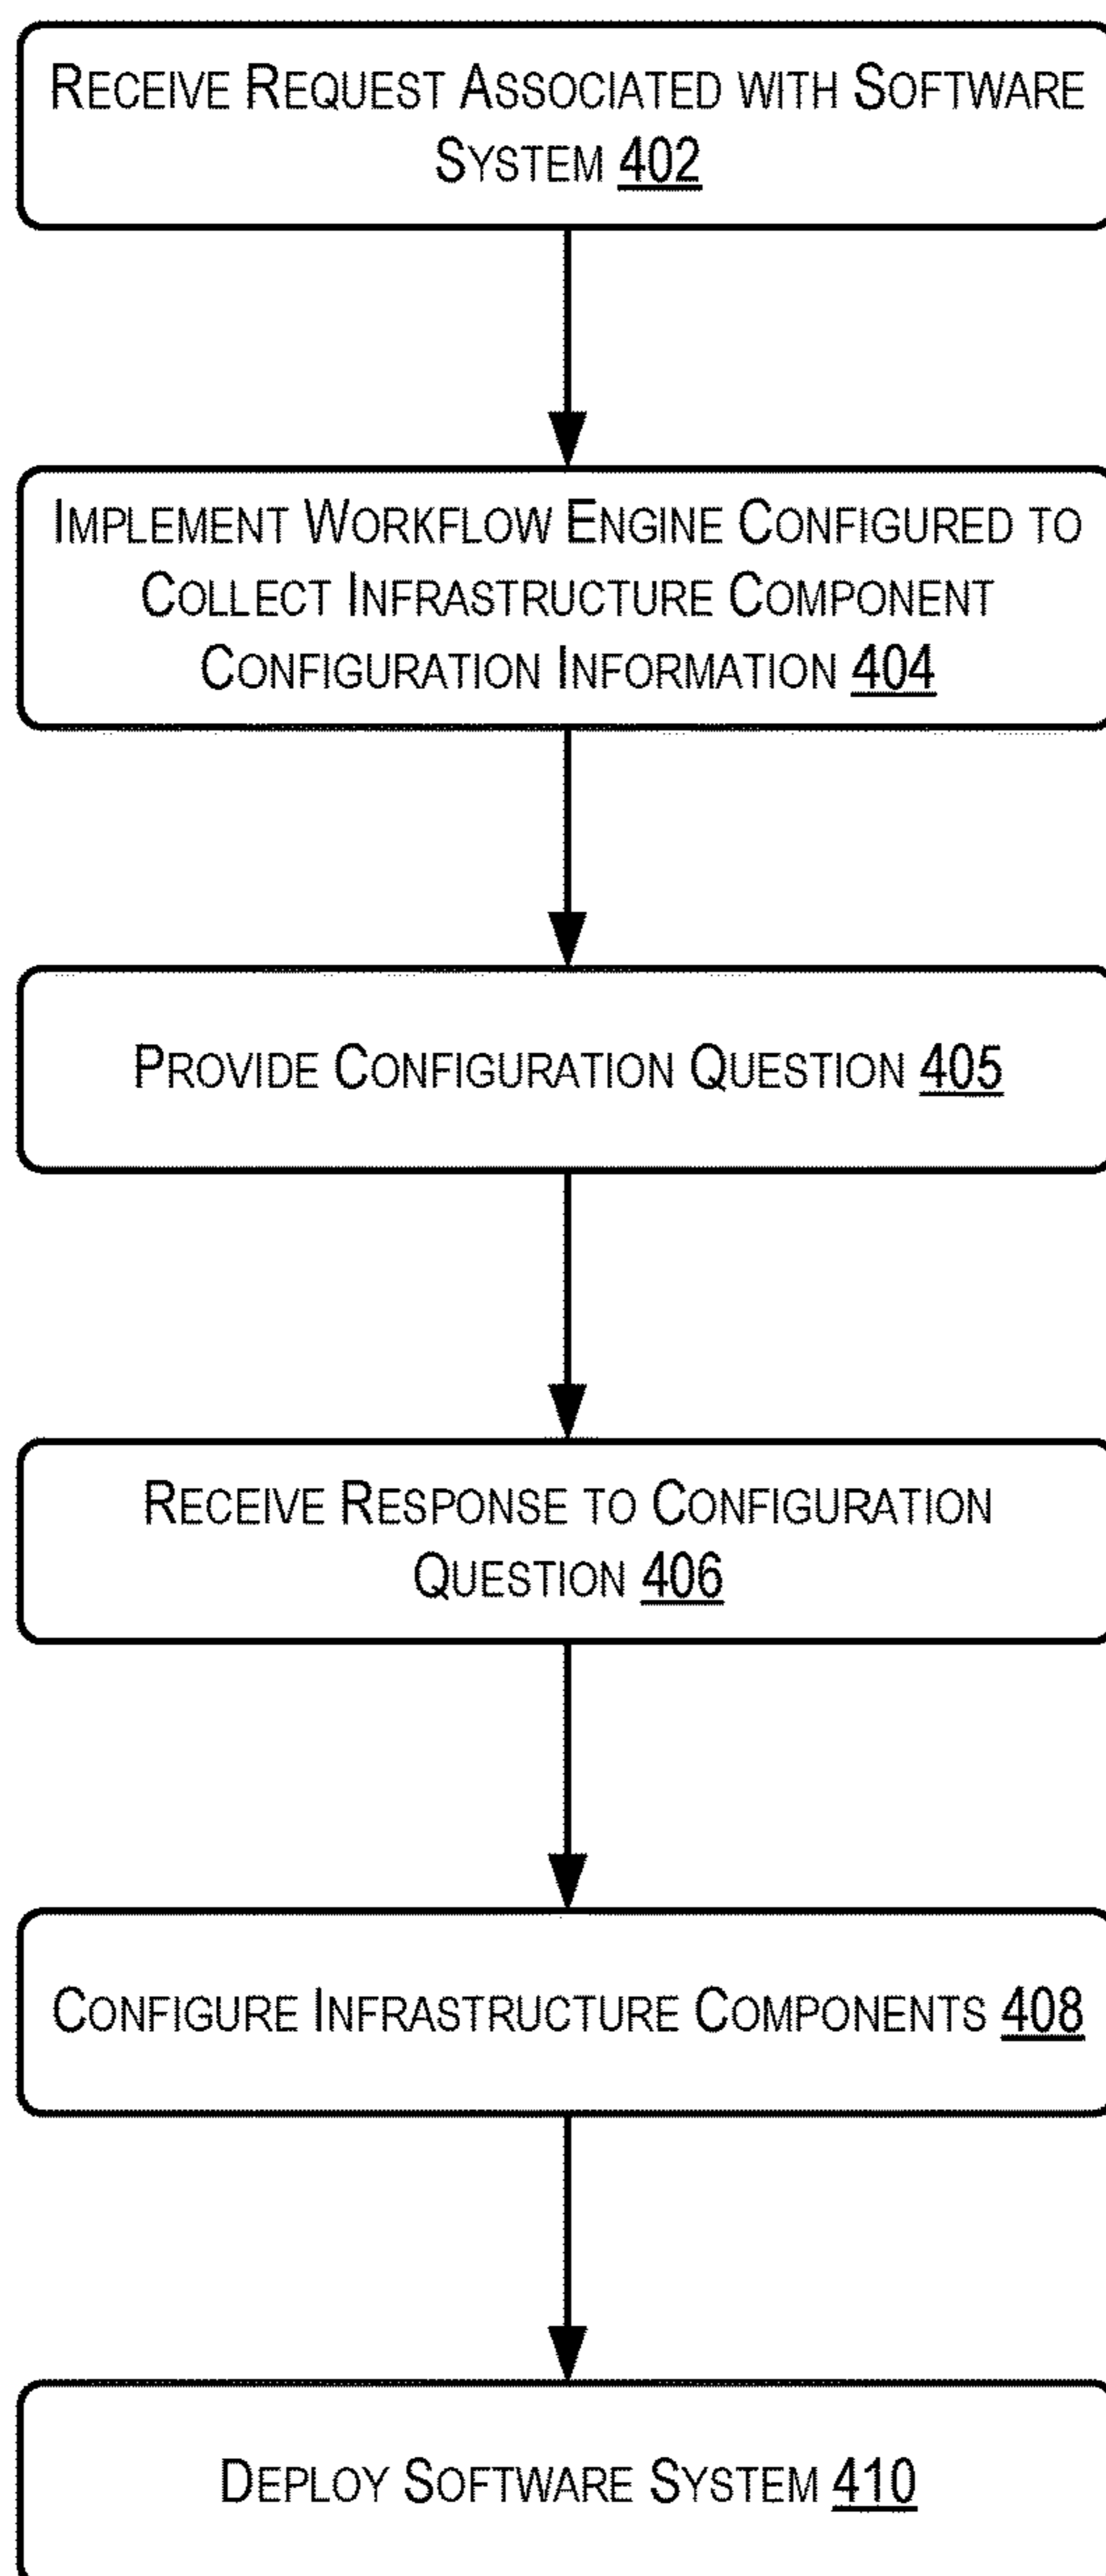 RECEIVE REQUEST ASSOCIATED WITH SOFTWARE
SYSTEM 402
IMPLEMENT WORKFLOW ENGINE CONFIGURED TO
COLLECT INFRASTRUCTURE COMPONENT
CONFIGURATION INFORMATION 404
PROVIDE CONFIGURATION QUESTION 405
RECEIVE RESPONSE TO CONFIGURATION
QUESTION 406
CONFIGURE INFRASTRUCTURE COMPONENTS 408
DEPLOY SOFTWARE SYSTEM 410